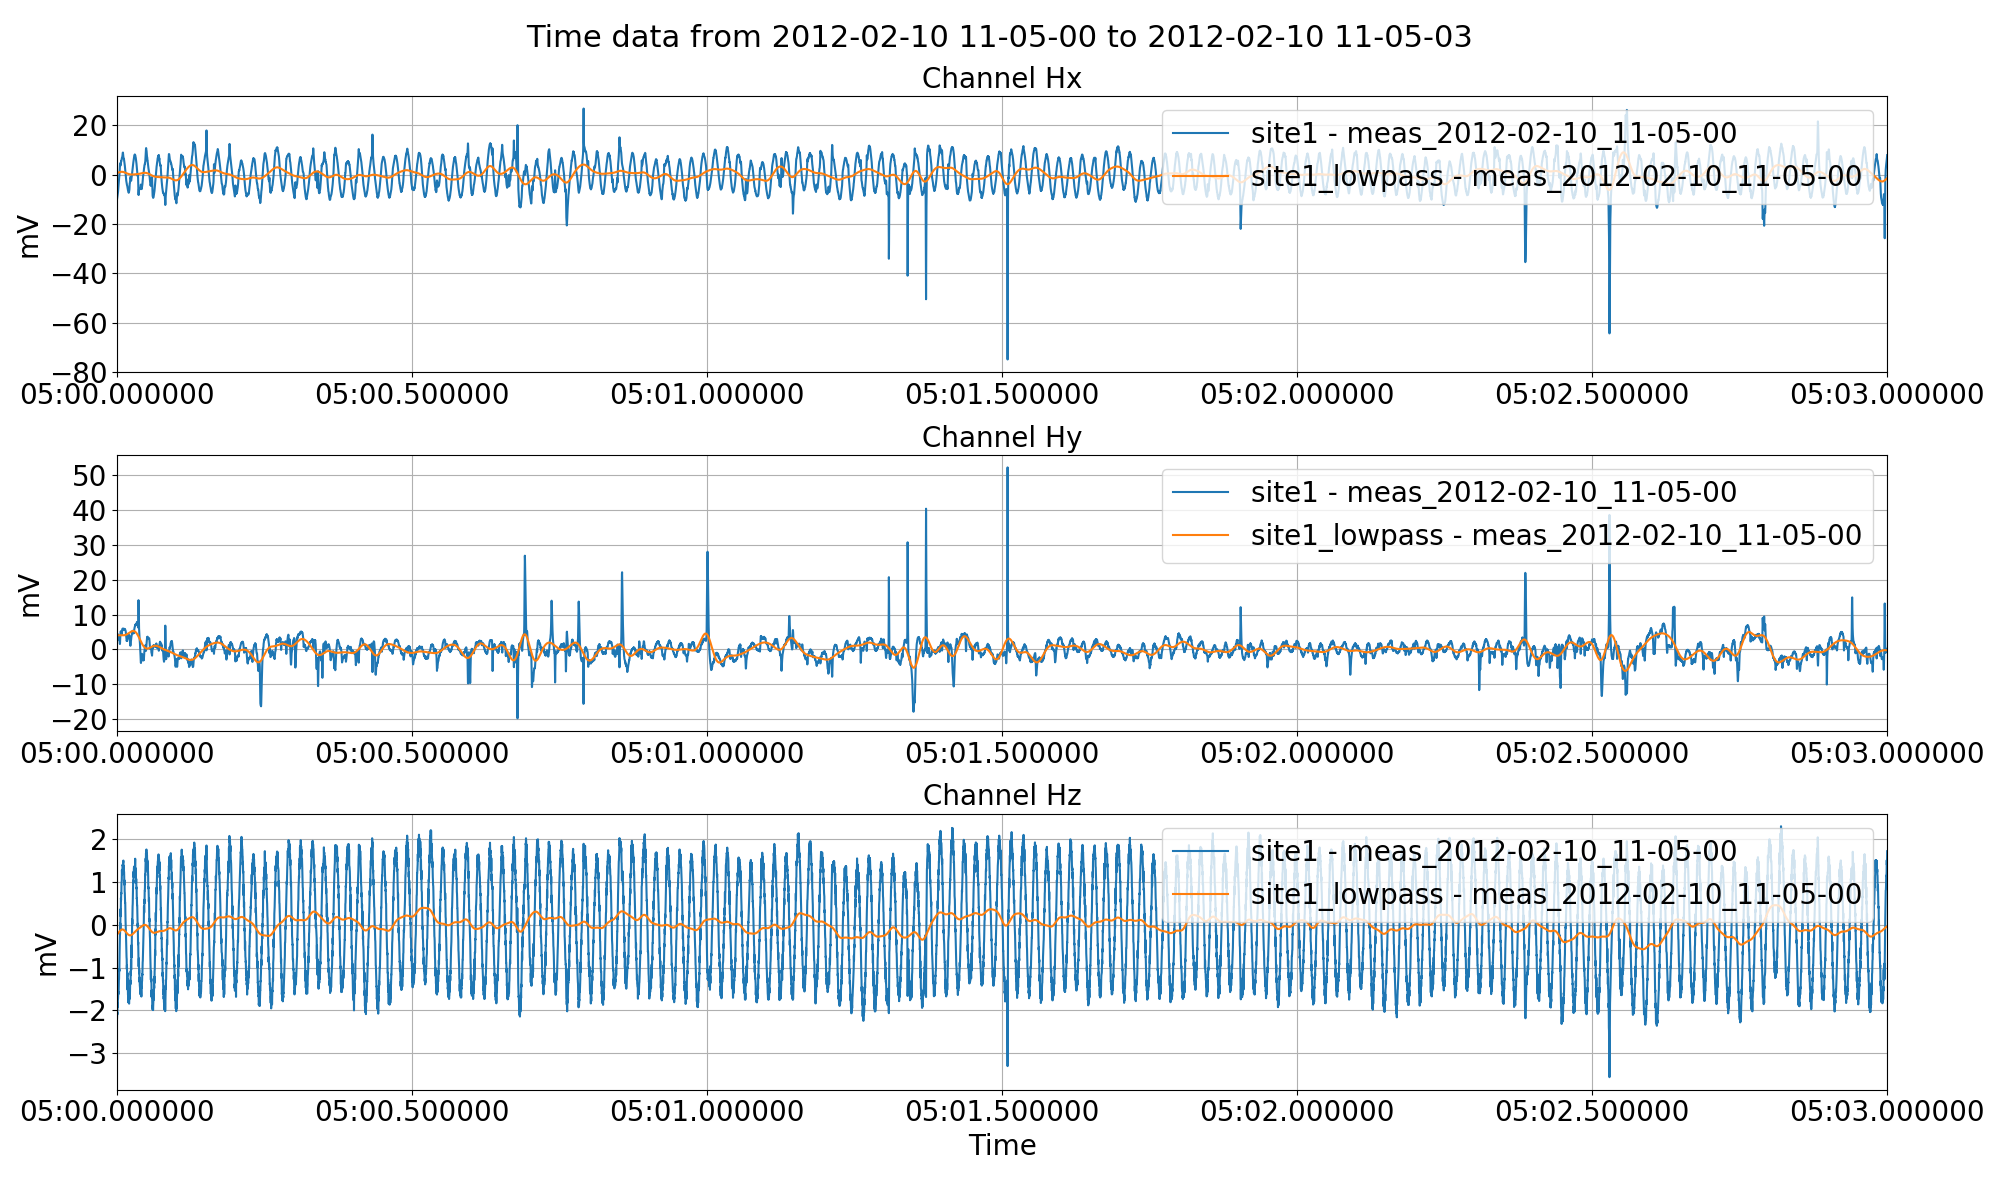 Time data from 2012-02-10 11-05-00 to 2012-02-10 11-05-03
Channel Hx
site1 - meas_2012-02-10_11-05-00
site1_lowpass - meas_2012-02-10_11-05-00
mV
20
0
−20
−40
−60
−80
05:00.000000 05:00.500000 05:01.000000 05:01.500000 05:02.000000 05:02.500000 05:03.000000
Channel Hy
site1 - meas_2012-02-10_11-05-00
site1_lowpass - meas_2012-02-10_11-05-00
mV
50
40
30
20
10
0
−10
−20
05:00.000000 05:00.500000 05:01.000000 05:01.500000 05:02.000000 05:02.500000 05:03.000000
Channel Hz
site1 - meas_2012-02-10_11-05-00
site1_lowpass - meas_2012-02-10_11-05-00
mV
2
1
0
−1
−2
−3
05:00.000000 05:00.500000 05:01.000000 05:01.500000 05:02.000000 05:02.500000 05:03.000000
Time